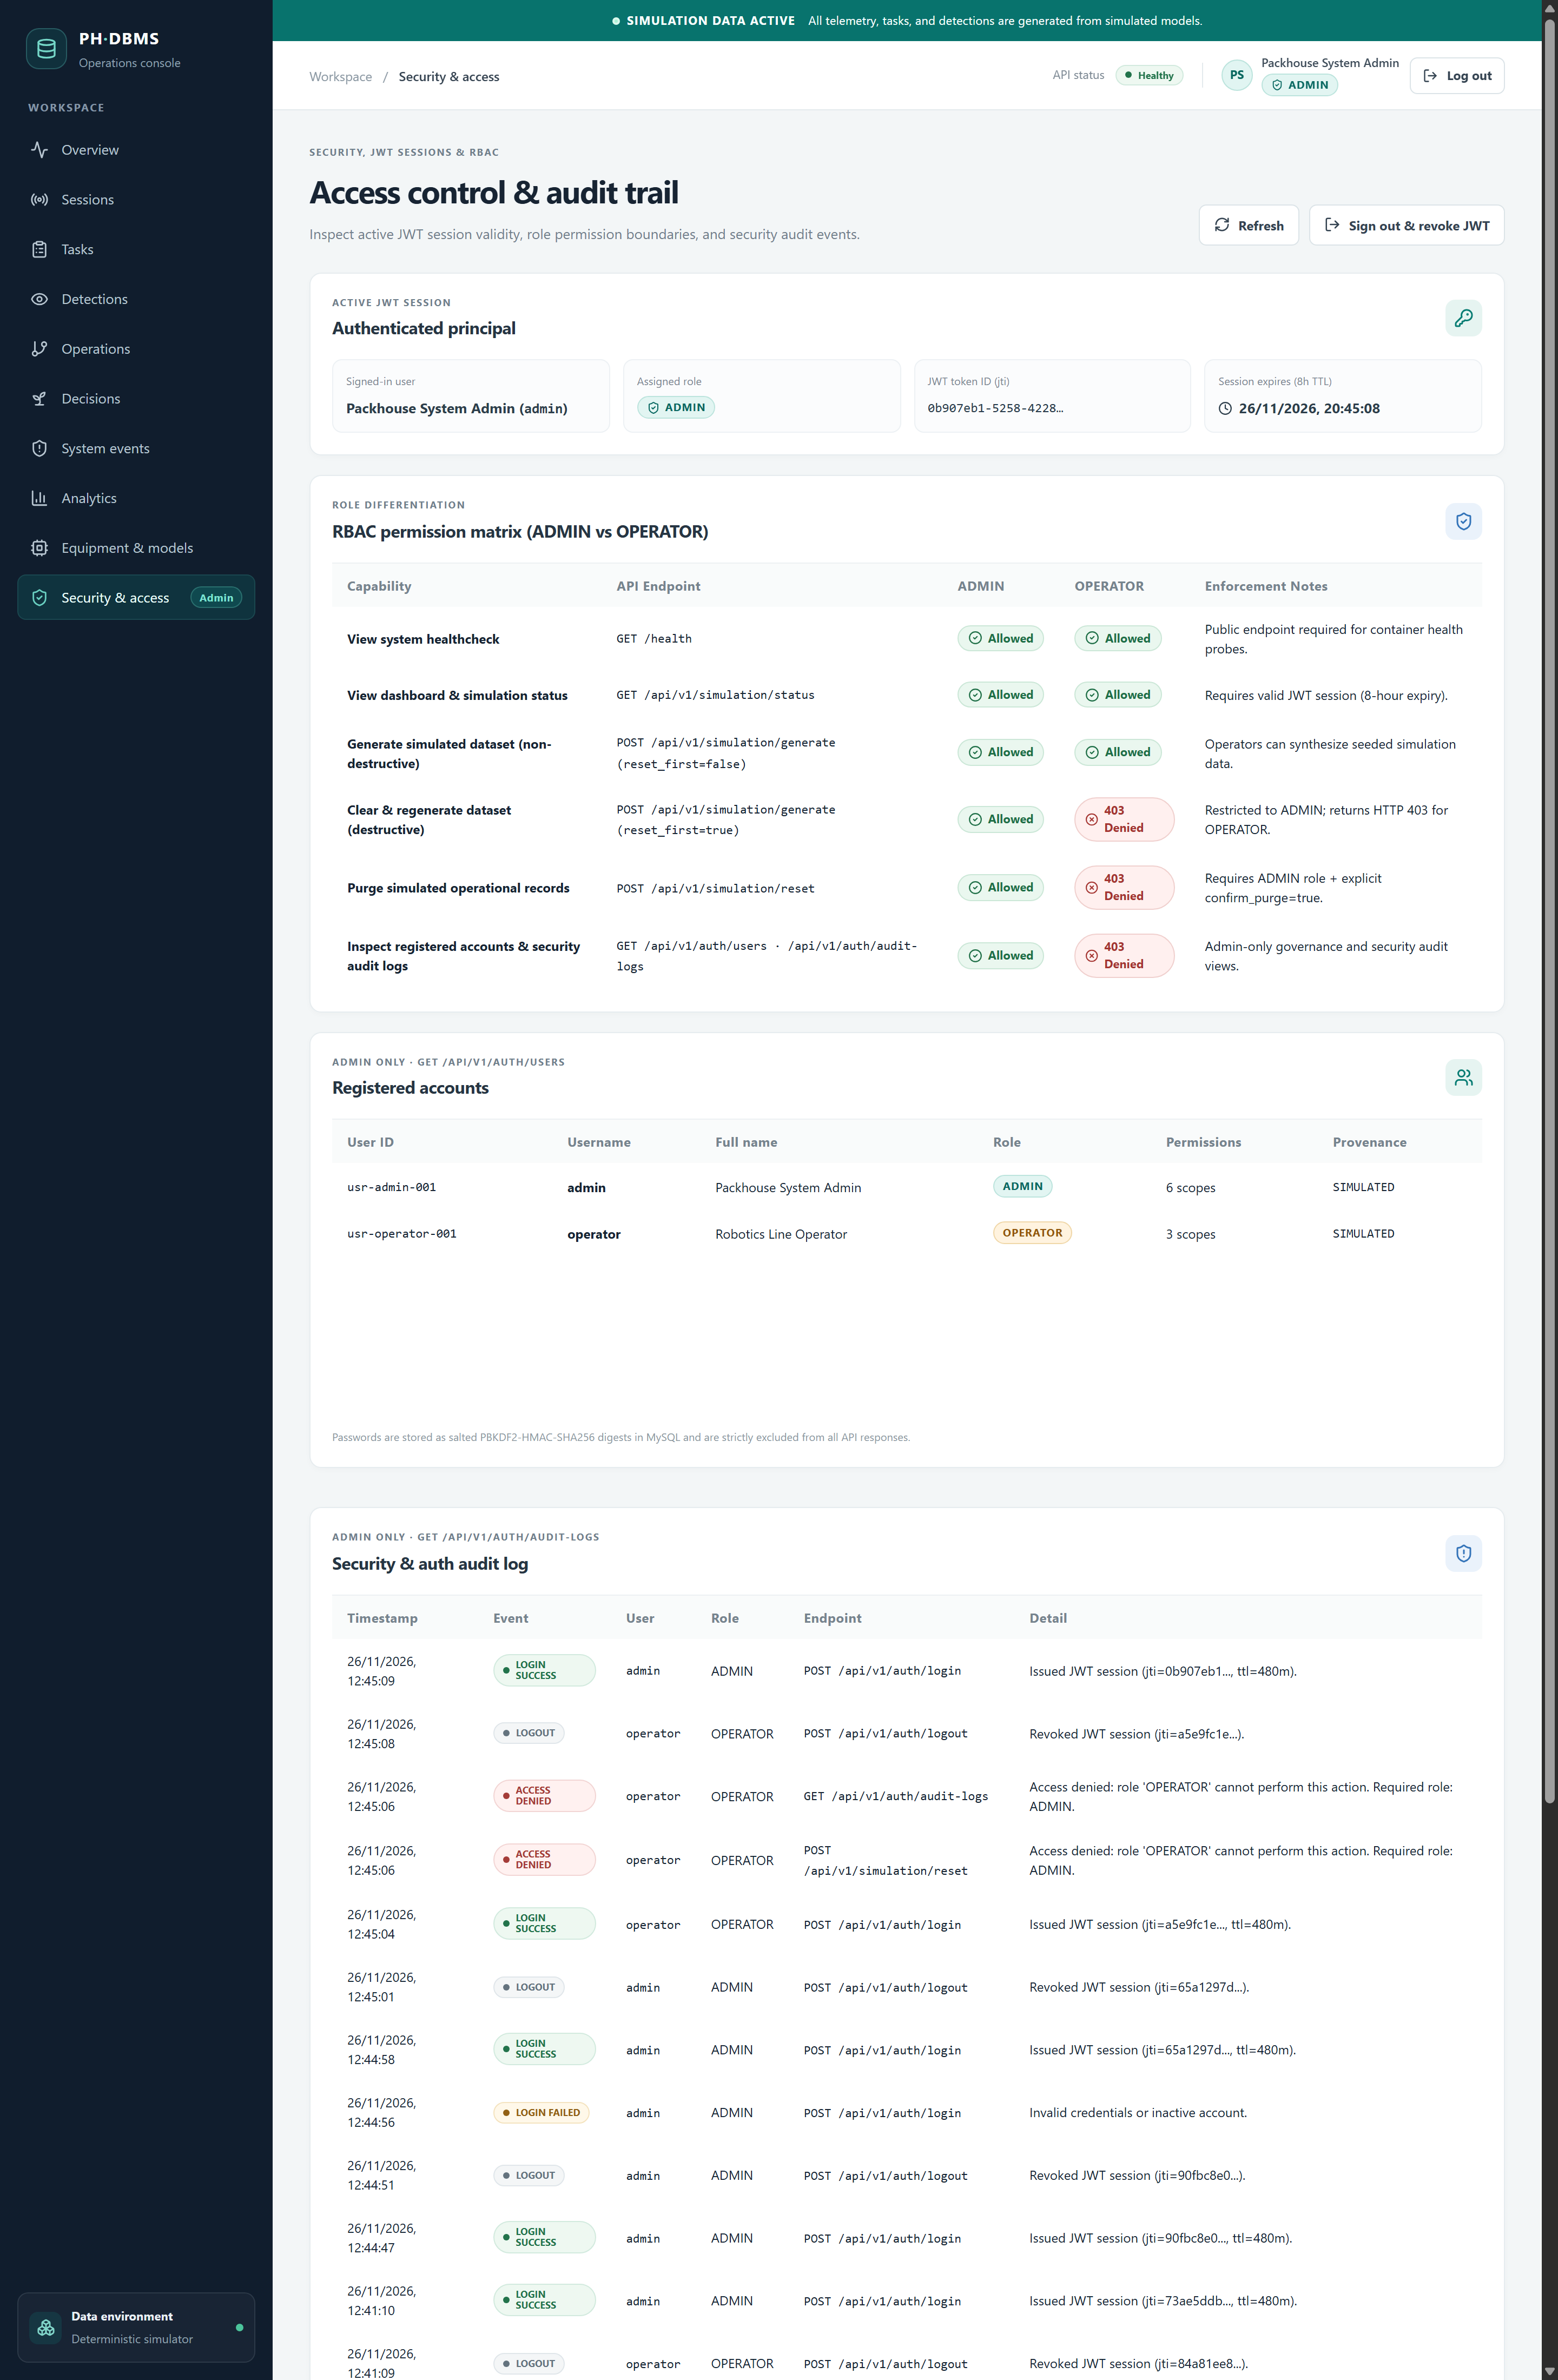 PH·DBMS
Operations console
WORKSPACE
Overview
Sessions
Tasks
Detections
Operations
Decisions
System events
Analytics
Equipment & models
Security & access Admin
Data environment
Deterministic simulator
SIMULATION DATA ACTIVE All telemetry, tasks, and detections are generated from simulated models.
Workspace / Security & access
API status Healthy
PS
Packhouse System Admin
ADMIN
Log out
SECURITY, JWT SESSIONS & RBAC
Access control & audit trail
Inspect active JWT session validity, role permission boundaries, and security audit events.
Refresh
Sign out & revoke JWT
ACTIVE JWT SESSION
Authenticated principal
Signed-in user
Packhouse System Admin (admin)
Assigned role
ADMIN
JWT token ID (jti)
0b907eb1-5258-4228…
Session expires (8h TTL)
26/11/2026, 20:45:08
ROLE DIFFERENTIATION
RBAC permission matrix (ADMIN vs OPERATOR)
Capability API Endpoint ADMIN OPERATOR Enforcement Notes
View system healthcheck
GET /health
Allowed
Allowed
Public endpoint required for container health
probes.
View dashboard & simulation status
GET /api/v1/simulation/status
Allowed
Allowed
Requires valid JWT session (8-hour expiry).
Generate simulated dataset (non-
destructive)
POST /api/v1/simulation/generate
(reset_first=false)
Allowed
Allowed
Operators can synthesize seeded simulation
data.
Clear & regenerate dataset
(destructive)
POST /api/v1/simulation/generate
(reset_first=true)
Allowed
403
Denied
Restricted to ADMIN; returns HTTP 403 for
OPERATOR.
Purge simulated operational records
POST /api/v1/simulation/reset
Allowed
403
Denied
Requires ADMIN role + explicit
confirm_purge=true.
Inspect registered accounts & security
audit logs
GET /api/v1/auth/users · /api/v1/auth/audit-
logs
Allowed
403
Denied
Admin-only governance and security audit
views.
ADMIN ONLY · GET /API/V1/AUTH/USERS
Registered accounts
User ID Username Full name Role Permissions Provenance
usr-admin-001 admin Packhouse System Admin ADMIN 6 scopes SIMULATED
usr-operator-001 operator Robotics Line Operator OPERATOR 3 scopes SIMULATED
Passwords are stored as salted PBKDF2-HMAC-SHA256 digests in MySQL and are strictly excluded from all API responses.
ADMIN ONLY · GET /API/V1/AUTH/AUDIT-LOGS
Security & auth audit log
Timestamp Event User Role Endpoint Detail
26/11/2026,
12:45:09
LOGIN
SUCCESS
admin ADMIN POST /api/v1/auth/login Issued JWT session (jti=0b907eb1..., ttl=480m).
26/11/2026,
12:45:08
LOGOUT operator OPERATOR POST /api/v1/auth/logout Revoked JWT session (jti=a5e9fc1e...).
26/11/2026,
12:45:06
ACCESS
DENIED
operator OPERATOR GET /api/v1/auth/audit-logs
Access denied: role 'OPERATOR' cannot perform this action. Required role:
ADMIN.
26/11/2026,
12:45:06
ACCESS
DENIED
operator OPERATOR
POST
/api/v1/simulation/reset
Access denied: role 'OPERATOR' cannot perform this action. Required role:
ADMIN.
26/11/2026,
12:45:04
LOGIN
SUCCESS
operator OPERATOR POST /api/v1/auth/login Issued JWT session (jti=a5e9fc1e..., ttl=480m).
26/11/2026,
12:45:01
LOGOUT admin ADMIN POST /api/v1/auth/logout Revoked JWT session (jti=65a1297d...).
26/11/2026,
12:44:58
LOGIN
SUCCESS
admin ADMIN POST /api/v1/auth/login Issued JWT session (jti=65a1297d..., ttl=480m).
26/11/2026,
12:44:56
LOGIN FAILED admin ADMIN POST /api/v1/auth/login Invalid credentials or inactive account.
26/11/2026,
12:44:51
LOGOUT admin ADMIN POST /api/v1/auth/logout Revoked JWT session (jti=90fbc8e0...).
26/11/2026,
12:44:47
LOGIN
SUCCESS
admin ADMIN POST /api/v1/auth/login Issued JWT session (jti=90fbc8e0..., ttl=480m).
26/11/2026,
12:41:10
LOGIN
SUCCESS
admin ADMIN POST /api/v1/auth/login Issued JWT session (jti=73ae5ddb..., ttl=480m).
26/11/2026,
12:41:09
LOGOUT operator OPERATOR POST /api/v1/auth/logout Revoked JWT session (jti=84a81ee8...).